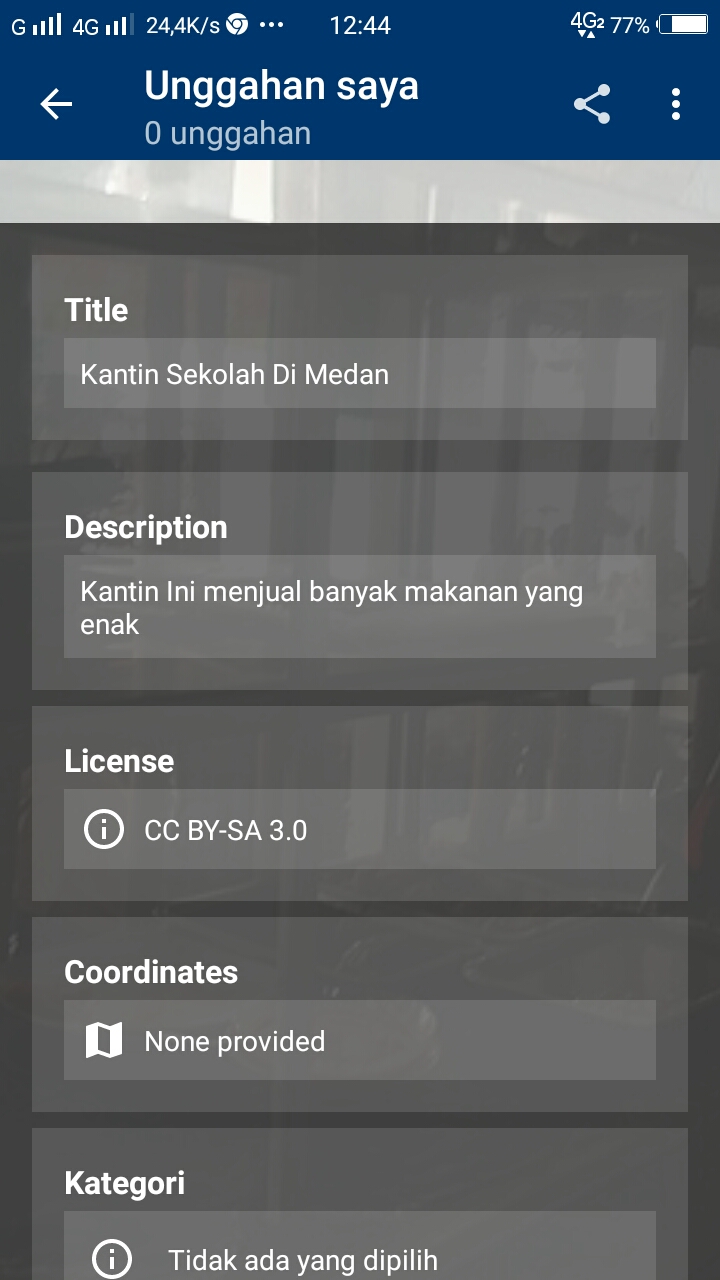 G 4G 24,4K/s 12:44 4G2 77%
Unggahan saya
0 unggahan
Title
Kantin Sekolah Di Medan
Description
Kantin Ini menjual banyak makanan yang
enak
License
CC BY-SA 3.0
Coordinates
None provided
Kategori
Tidak ada yang dipilih